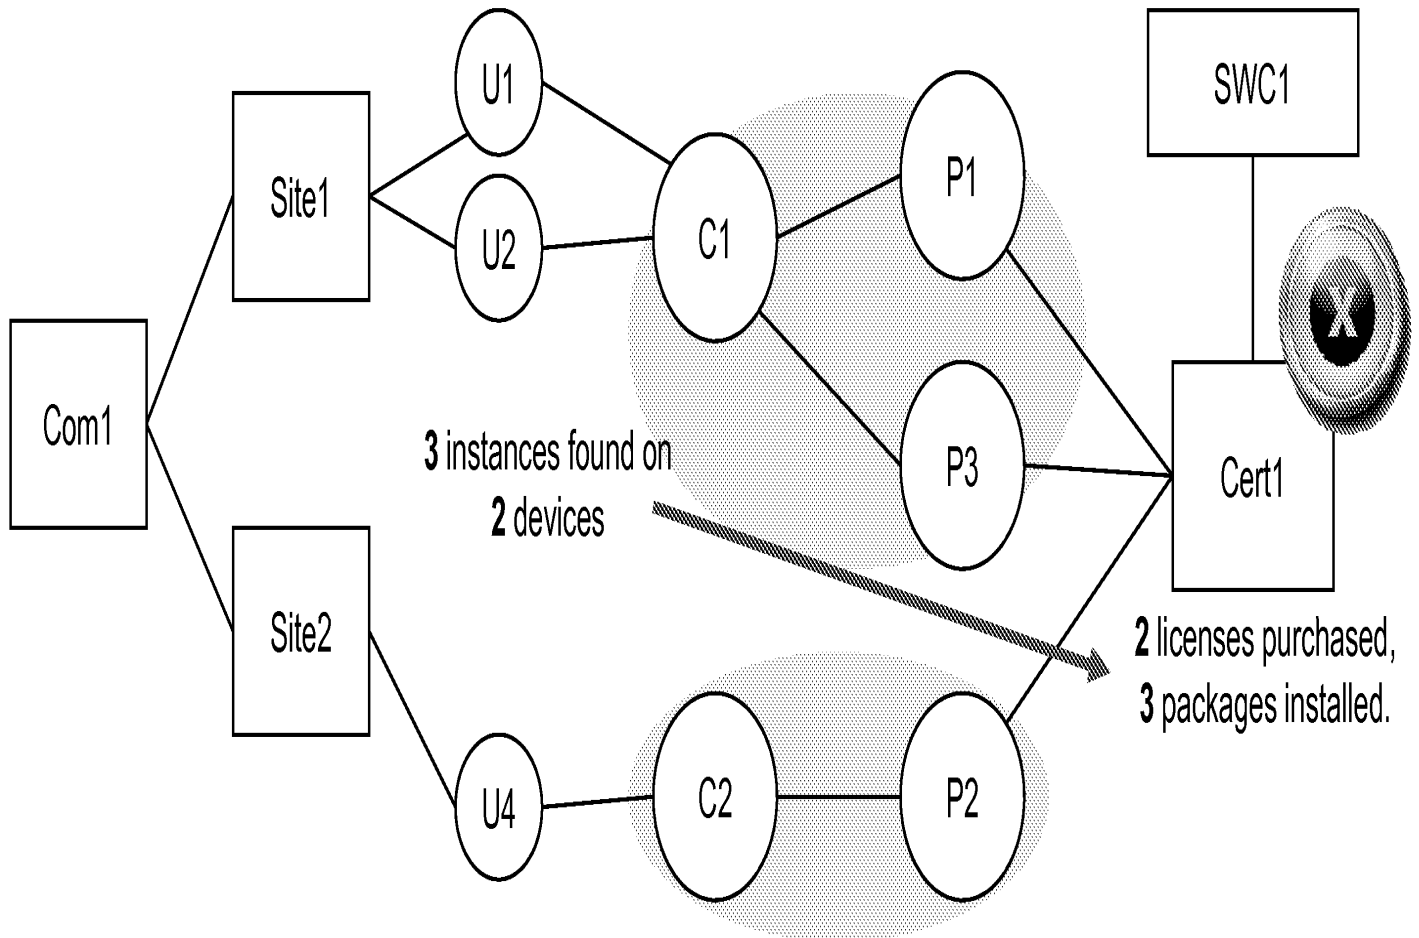 U1
SWC1
P1
Site1
U2
C1
X
Com1
3 instances found on
2 devices
P3
Cert1
Site2
2 licenses purchased,
3 packages installed.
U4
C2
P2